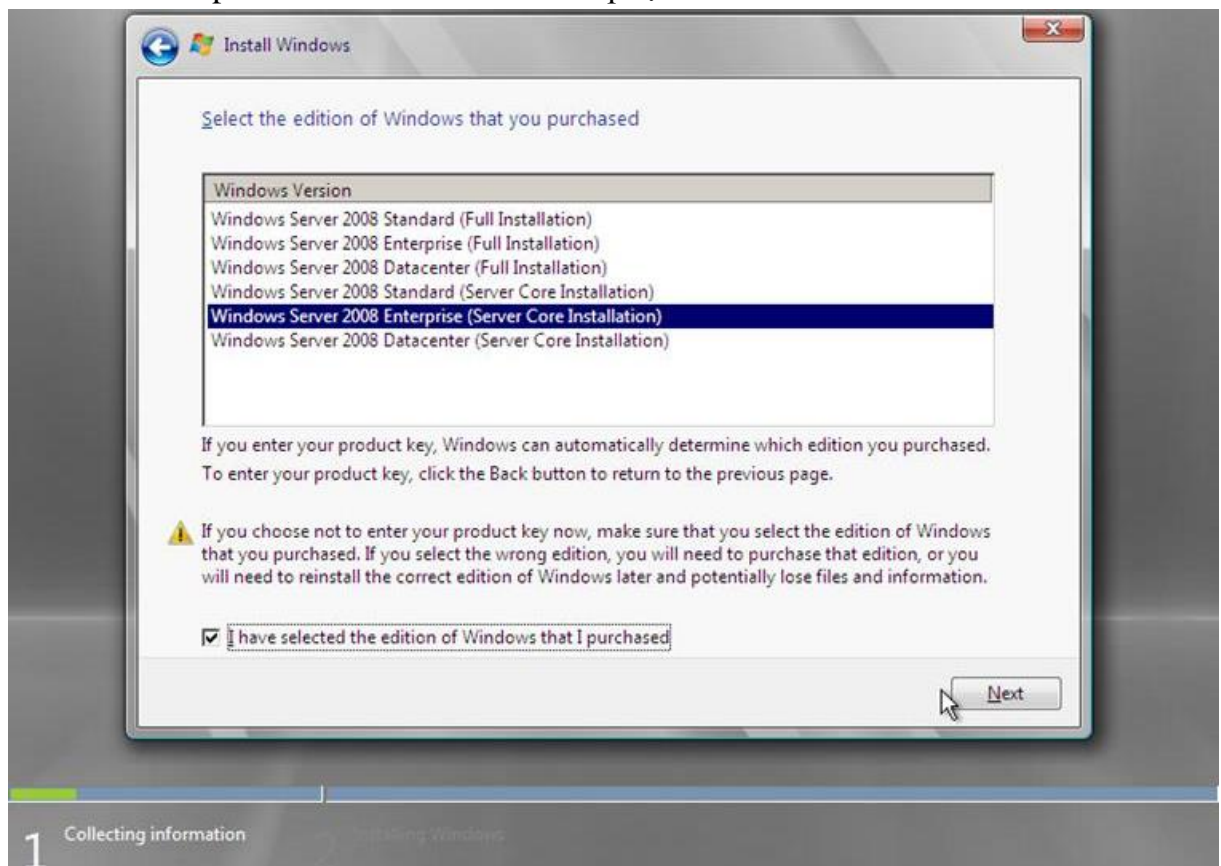 Install Windows
Select the edition of Windows that you purchased
Windows Version
Windows Server 2008 Standard (Full Installation)
Windows Server 2008 Enterprise (Full Installation)
Windows Server 2008 Datacenter (Full Installation)
Windows Server 2008 Standard (Server Core Installation)
Windows Server 2008 Enterprise (Server Core Installation)
Windows Server 2008 Datacenter (Server Core Installation)
If you enter your product key, Windows can automatically determine which edition you purchased.
To enter your product key, click the Back button to return to the previous page.
If you choose not to enter your product key now, make sure that you select the edition of Windows
that you purchased. If you select the wrong edition, you will need to purchase that edition, or you
will need to reinstall the correct edition of Windows later and potentially lose files and information.
I have selected the edition of Windows that I purchased
Next
1 Collecting information
2 Installing Windows